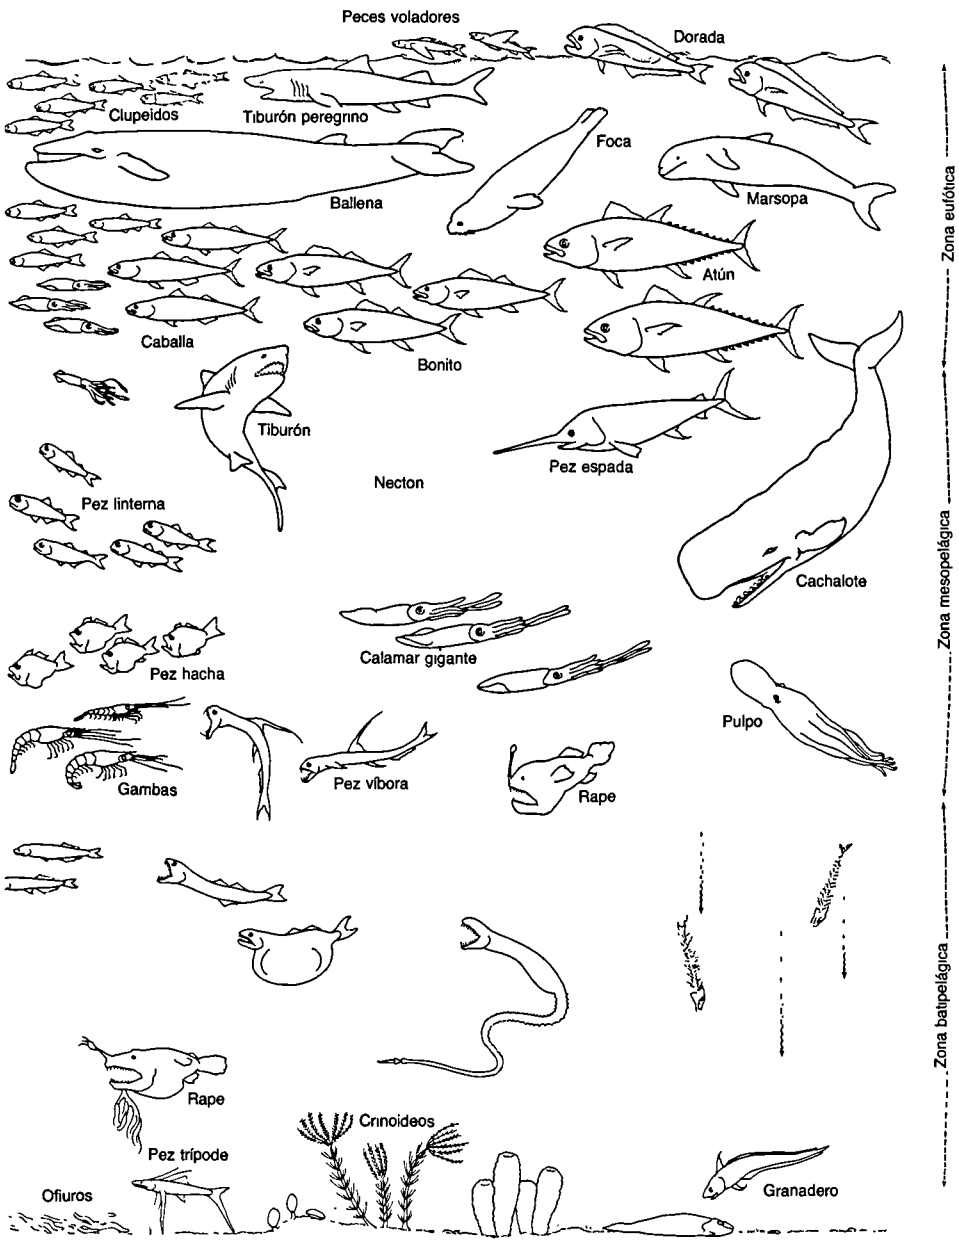 Peces voladores
Dorada
Clupeidos
Tiburón peregrino
Foca
Ballena
Marsopa
Zona eufótica
Atún
Caballa
Bonito
Tiburón
Pez espada
Necton
Pez linterna
Cachalote
Zona mesopelágica
Calamar gigante
Pez hacha
Pulpo
Gambas
Pez víbora
Rape
Zona batipelágica
Rape
Crinoideos
Pez trípode
Ofiuros
Granadero